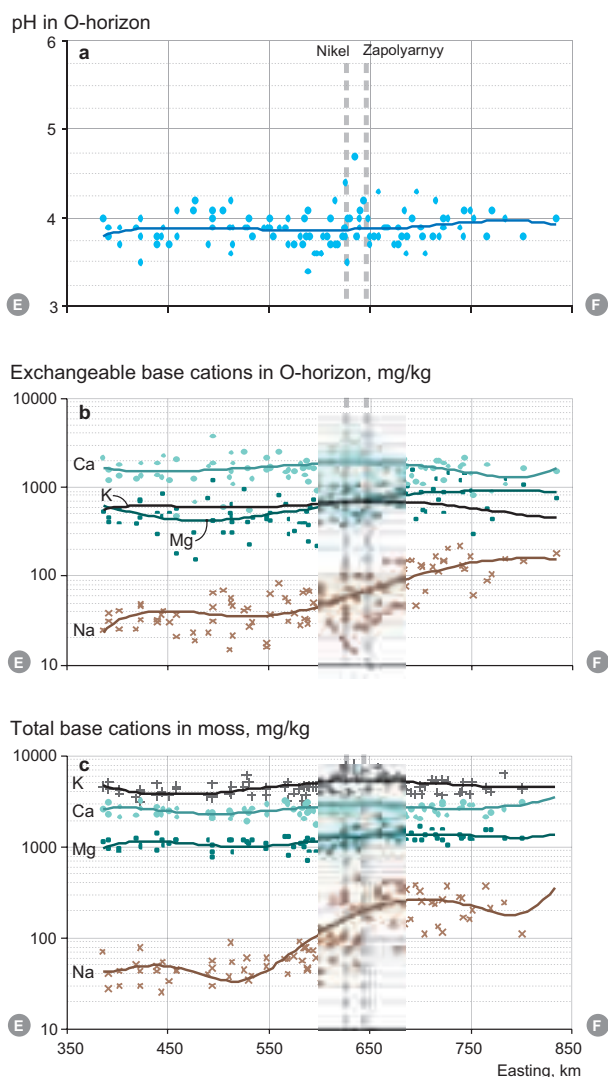 pH in O-horizon
6
a
Nikel
Zapolyarnyy
5
4
3
E
F
Exchangeable base cations in O-horizon, mg/kg
10000
b
Ca
1000
K
Mg
100
Na
10
E
F
Total base cations in moss, mg/kg
10000
c
K
Ca
Mg
1000
100
Na
10
E
F
350
450
550
650
750
850
Easting, km